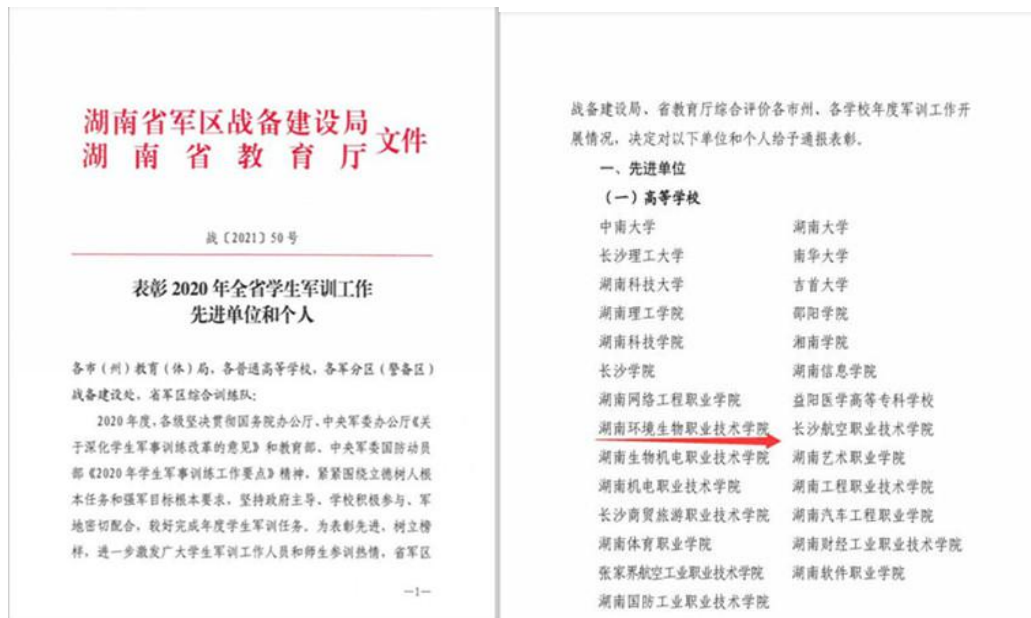 湖南省军区战备建设局
湖南省教育厅
文件
战〔2021〕50号
表彰 2020 年全省学生军训工作
先进单位和个人
各市(州)教育(体)局,各普通高等学校,各军分区(警备区)
战备建设处,省军区综合训练队:
2020 年度,各级坚决贯彻国务院办公厅、中央军委办公厅《关
于深化学生军事训练改革的意见》和教育部、中央军委国防动员
部《2020 年学生军事训练工作要点》精神,紧紧围绕立德树人根
本任务和强军目标根本要求,坚持政府主导、学校积极参与、军
地密切配合,较好完成年度学生军训任务。为表彰先进,树立榜
样,进一步激发广大学生军训工作人员和师生参训热情,省军区
—1—
战备建设局、省教育厅综合评价各市州、各学校年度军训工作开
展情况,决定对以下单位和个人给予通报表彰。
一、先进单位
(一)高等学校
中南大学 湖南大学
长沙理工大学 南华大学
湖南科技大学 吉首大学
湖南理工学院 邵阳学院
湖南科技学院 湘南学院
长沙学院 湖南信息学院
湖南网络工程职业学院 益阳医学高等专科学校
湖南环境生物职业技术学院 长沙航空职业技术学院
湖南生物机电职业技术学院 湖南艺术职业学院
湖南机电职业技术学院 湖南工程职业技术学院
长沙商贸旅游职业技术学院 湖南汽车工程职业学院
湖南体育职业学院 湖南财经工业职业技术学院
张家界航空工业职业技术学院 湖南软件职业学院
湖南国防工业职业技术学院